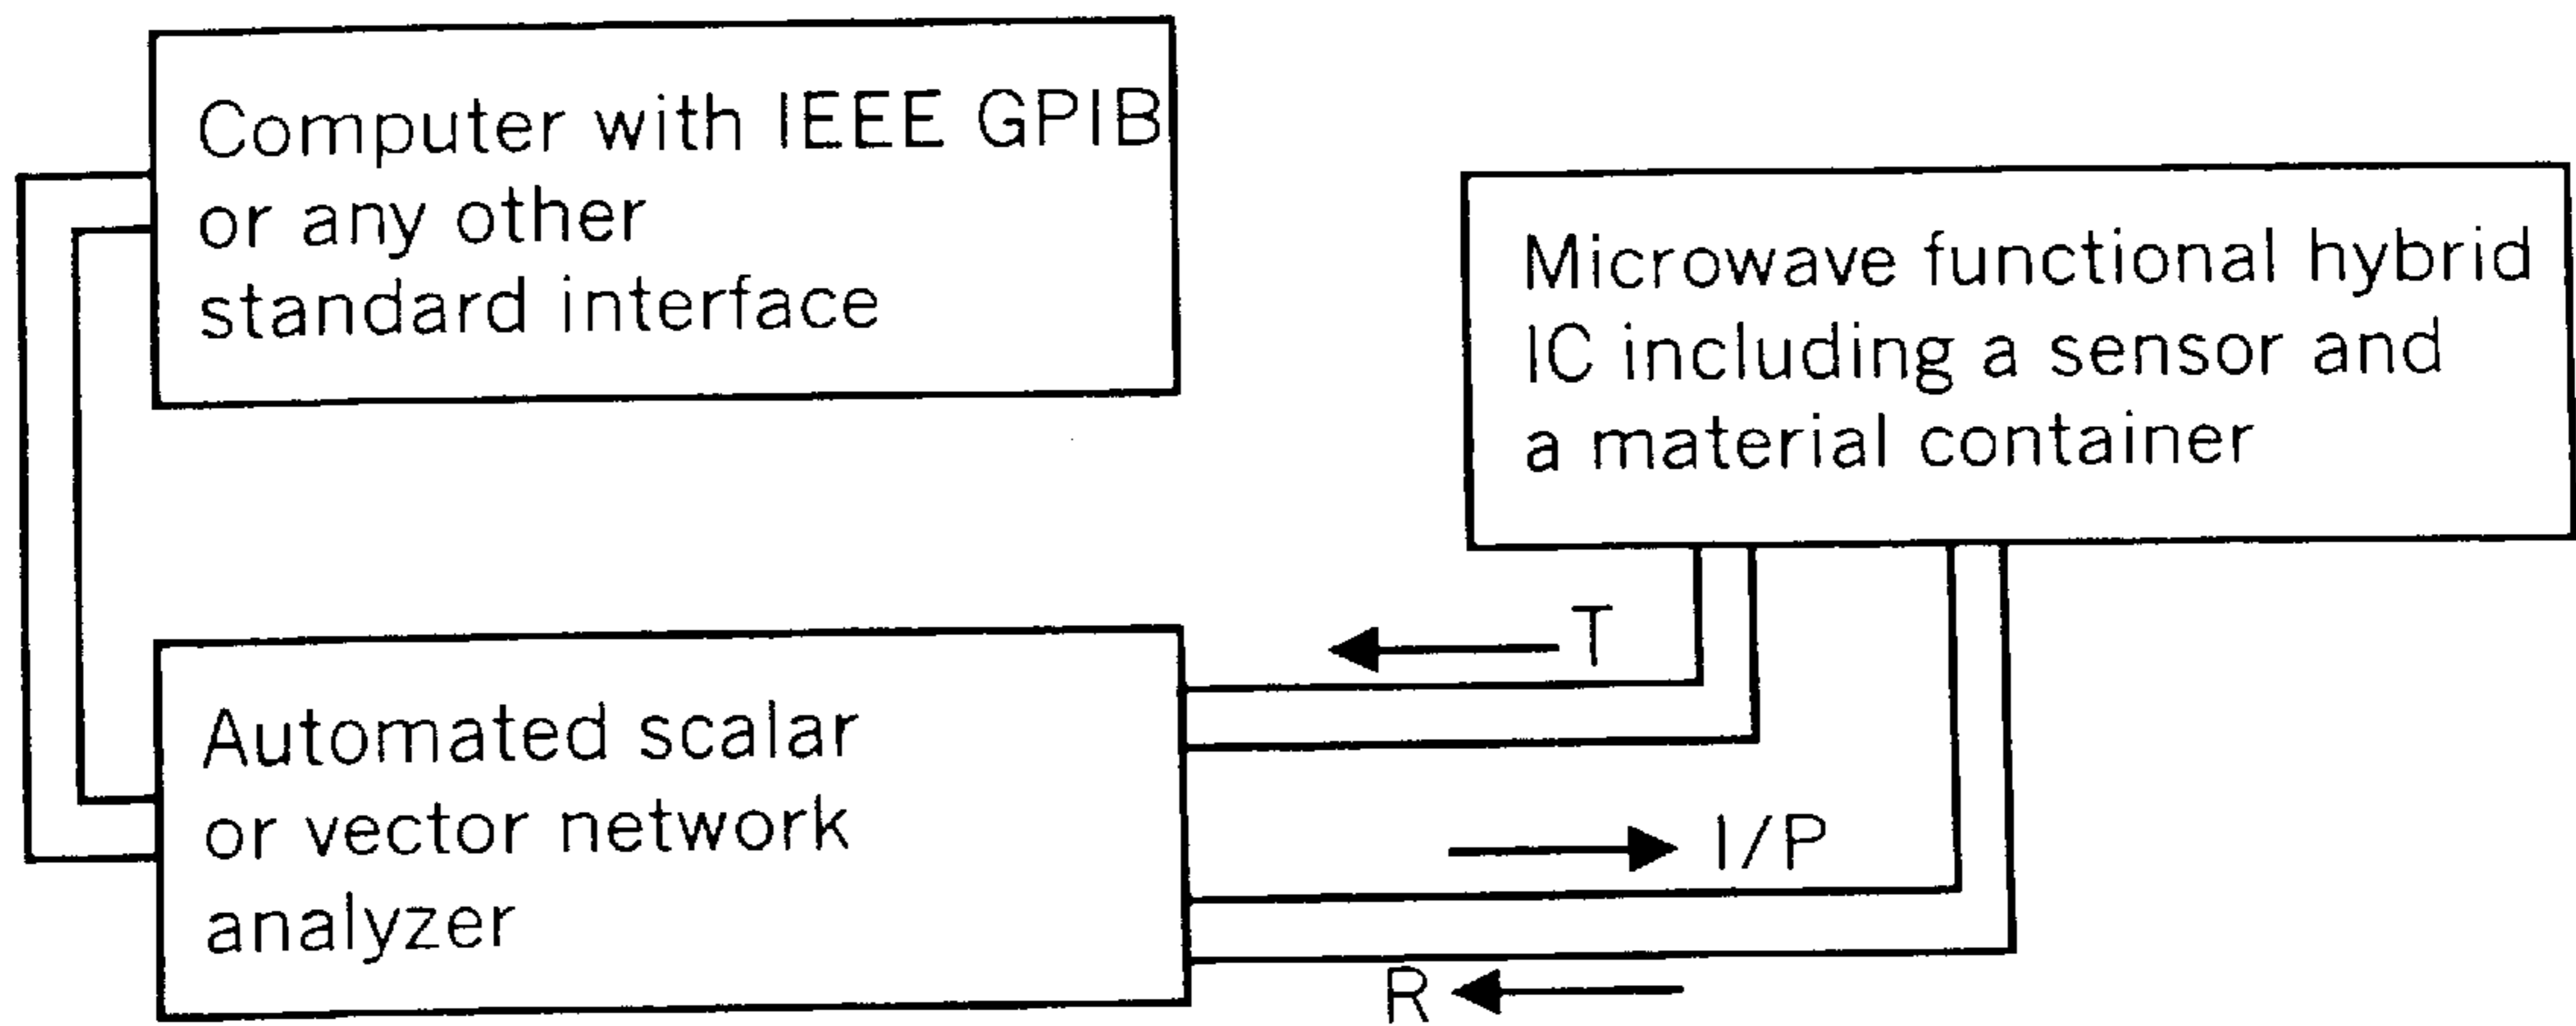 Computer with IEEE GPIB
or any other
standard interface
Microwave functional hybrid
IC including a sensor and
a material container
T
Automated scalar
or vector network
analyzer
I/P
R